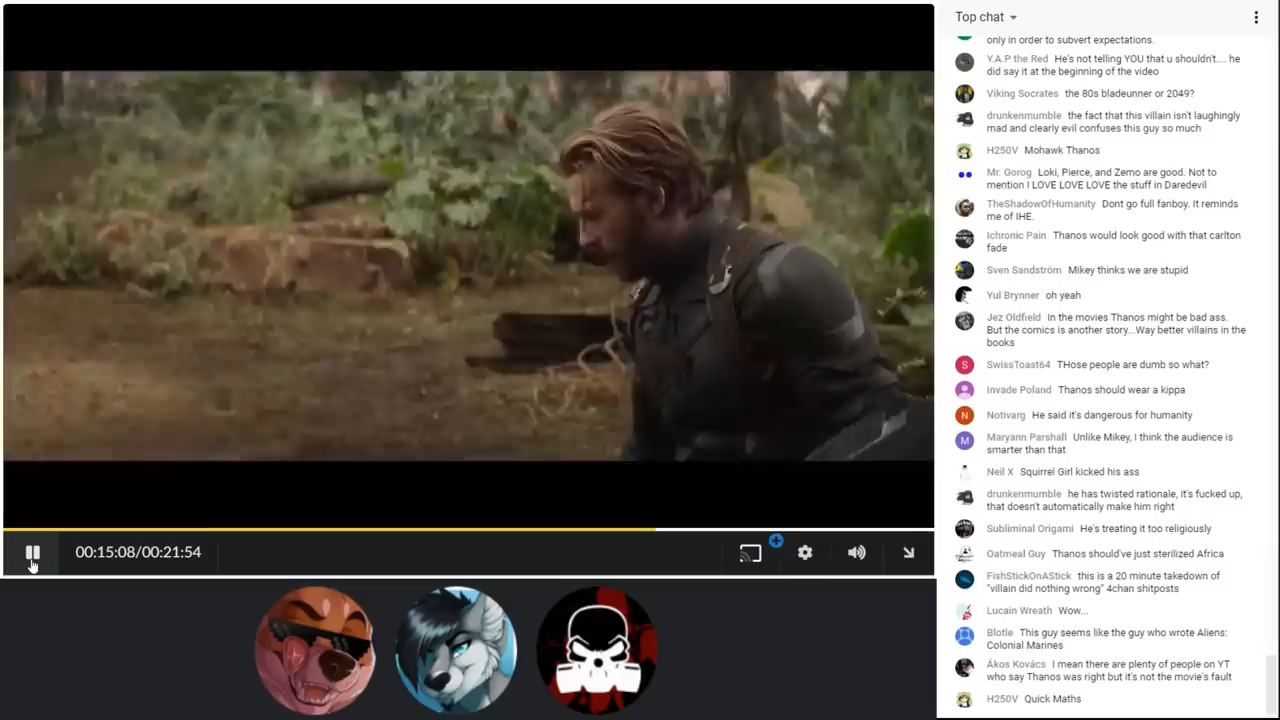 Top chat
only in order to subvert expectations.
Y.A.P the Red He's not telling YOU that u shouldn't.... he
did say it at the beginning of the video
Viking Socrates the 80s bladeunner or 2049?
drunkenmumble the fact that this villain isn't laughingly
mad and clearly evil confuses this guy so much
H250V Mohawk Thanos
Mr. Gorog Loki, Pierce, and Zemo are good. Not to
mention I LOVE LOVE LOVE the stuff in Daredevil
TheShadowOfHumanity Dont go full fanboy. It reminds
me of IHE.
Ichronic Pain Thanos would look good with that carlton
fade
Sven Sandström Mikey thinks we are stupid
Yul Brynner oh yeah
Jez Oldfield In the movies Thanos might be bad ass.
But the comics is another story...Way better villains in the
books
S
SwissToast64 THose people are dumb so what?
Invade Poland Thanos should wear a kippa
N
Notivarg He said it's dangerous for humanity
M
Maryann Parshall Unlike Mikey, I think the audience is
smarter than that
Neil X Squirrel Girl kicked his ass
drunkenmumble he has twisted rationale, it's fucked up,
that doesn't automatically make him right
Subliminal Origami He's treating it too religiously
Oatmeal Guy Thanos should've just sterilized Africa
FishStickOnAStick this is a 20 minute takedown of
"villain did nothing wrong" 4chan shitposts
Lucain Wreath Wow...
Blotle This guy seems like the guy who wrote Aliens:
Colonial Marines
Ákos Kovács I mean there are plenty of people on YT
who say Thanos was right but it's not the movie's fault
H250V Quick Maths
00:15:08/00:21:54